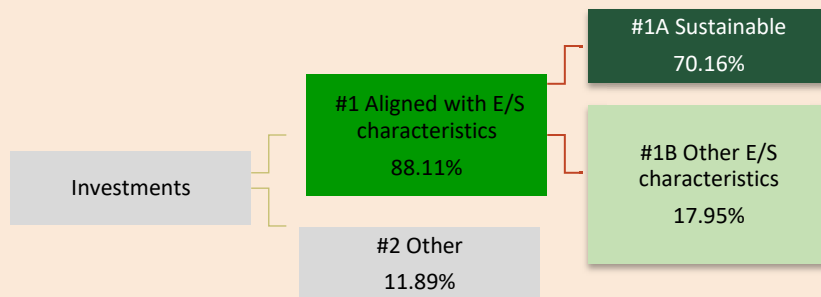 #1A Sustainable
70.16%
#1 Aligned with E/S
characteristics
88.11%
#1B Other E/S
characteristics
17.95%
Investments
#2 Other
11.89%